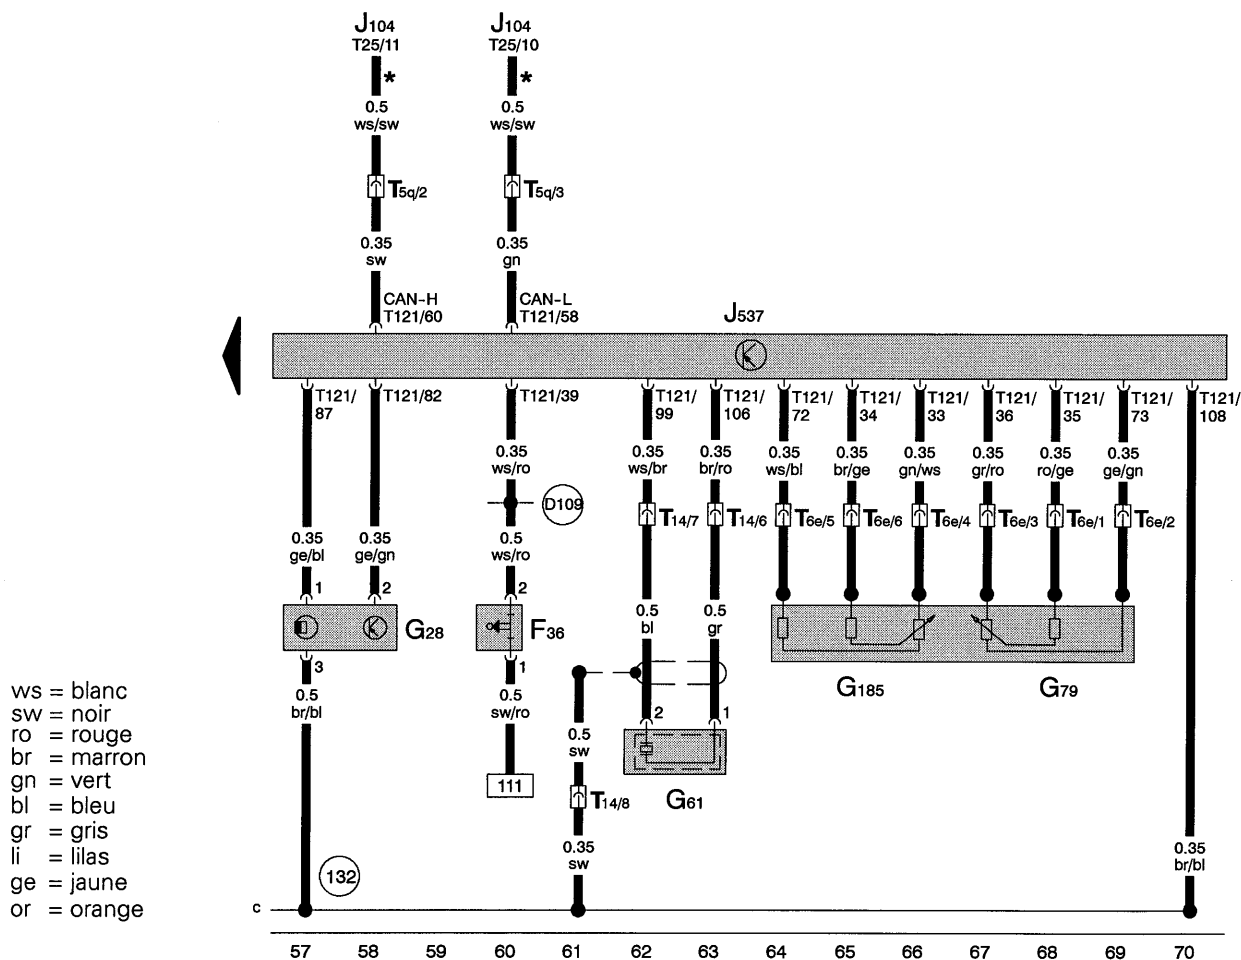 J104 J104
T25/11 T25/10
* *
0.5 0.5
ws/sw ws/sw
T5q/2 T5q/3
0.35 0.35
sw gn
CAN-H CAN-L
T121/60 T121/58
J537
T121/87 T121/82 T121/39 T121/99 T121/106 T121/72 T121/34 T121/33 T121/36 T121/35 T121/73 T121/108
0.35 0.35 0.35 0.35 0.35 0.35 0.35 0.35 0.35
ws/ro ws/br br/ro ws/bl br/ge gn/ws gr/ro ro/ge ge/gn
D109
T14/7 T14/6 T6e/5 T6e/6 T6e/4 T6e/3 T6e/1 T6e/2
0.35 0.35 0.5
ge/bl ge/gn ws/ro
1 2 2
0.5 0.5
bl gr
G28 F36
3 1
G185 G79
0.5 0.5
br/bl sw/ro
2 1
0.5
sw
111
T14/8 G61
0.35 0.35
sw br/bl
132
c
57 58 59 60 61 62 63 64 65 66 67 68 69 70
ws = blanc
sw = noir
ro = rouge
br = marron
gn = vert
bl = bleu
gr = gris
li = lilas
ge = jaune
or = orange